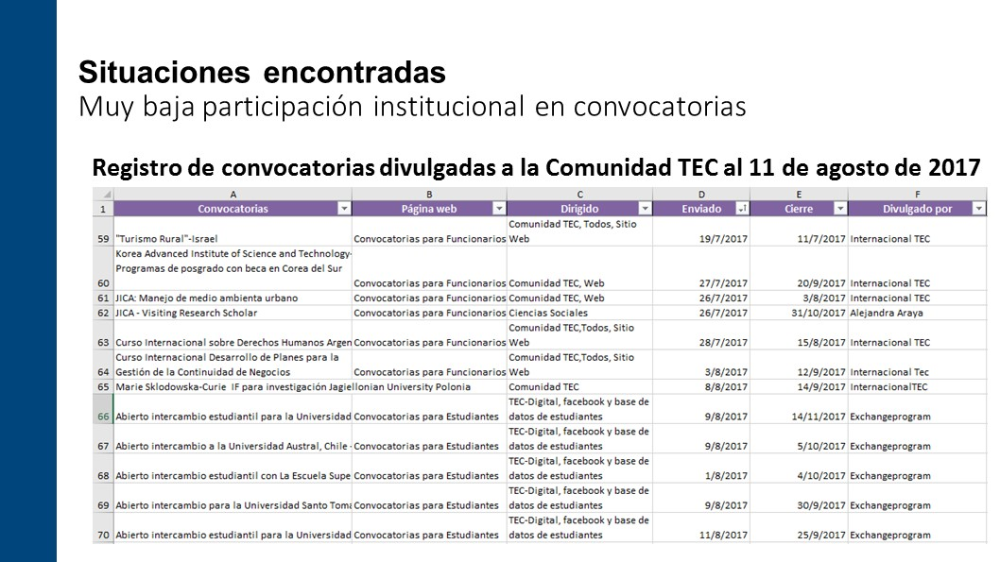 Situaciones encontradas
Muy baja participación institucional en convocatorias
Registro de convocatorias divulgadas a la Comunidad TEC al 11 de agosto de 2017
A B C D E F
1 Convocatorias Página web Dirigido Enviado Cierre Divulgado por
Comunidad TEC, Todos, Sitio
59 "Turismo Rural"-Israel Convocatorias para Funcionarios Web 19/7/2017 11/7/2017 Internacional TEC
Korea Advanced Institute of Science and Technology-
Programas de posgrado con beca en Corea del Sur
60 Convocatorias para Funcionarios Comunidad TEC, Web 27/7/2017 20/9/2017 Internacional TEC
61 JICA: Manejo de medio ambienta urbano Convocatorias para Funcionarios Comunidad TEC, Web 26/7/2017 3/8/2017 Internacional TEC
62 JICA - Visiting Research Scholar Convocatorias para Funcionarios Ciencias Sociales 26/7/2017 31/10/2017 Alejandra Araya
Comunidad TEC,Todos, Sitio
63 Curso Internacional sobre Derechos Humanos Argen Convocatorias para Funcionarios Web 28/7/2017 15/8/2017 Internacional TEC
Curso Internacional Desarrollo de Planes para la Comunidad TEC,Todos, Sitio
64 Gestión de la Continuidad de Negocios Convocatorias para Funcionarios Web 3/8/2017 12/9/2017 Internacional Tec
65 Marie Sklodowska-Curie IF para investigación Jagiellonian University Polonia Comunidad TEC 8/8/2017 14/9/2017 InternacionalTEC
TEC-Digital, facebook y base de
66 Abierto intercambio estudiantil para la Universidad Convocatorias para Estudiantes datos de estudiantes 9/8/2017 14/11/2017 Exchangeprogram
TEC-Digital, facebook y base de
67 Abierto intercambio a la Universidad Austral, Chile - Convocatorias para Estudiantes datos de estudiantes 9/8/2017 5/10/2017 Exchangeprogram
TEC-Digital, facebook y base de
68 Abierto intercambio estudiantil con La Escuela Supe Convocatorias para Estudiantes datos de estudiantes 1/8/2017 4/10/2017 Exchangeprogram
TEC-Digital, facebook y base de
69 Abierto intercambio para la Universidad Santo Toma Convocatorias para Estudiantes datos de estudiantes 9/8/2017 30/9/2017 Exchangeprogram
TEC-Digital, facebook y base de
70 Abierto intercambio estudiantil para la Universidad Convocatorias para Estudiantes datos de estudiantes 11/8/2017 25/9/2017 Exchangeprogram